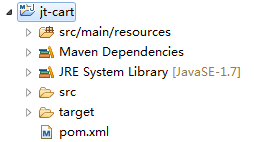 jt-cart
src/main/resources
Maven Dependencies
JRE System Library [JavaSE-1.7]
src
target
pom.xml